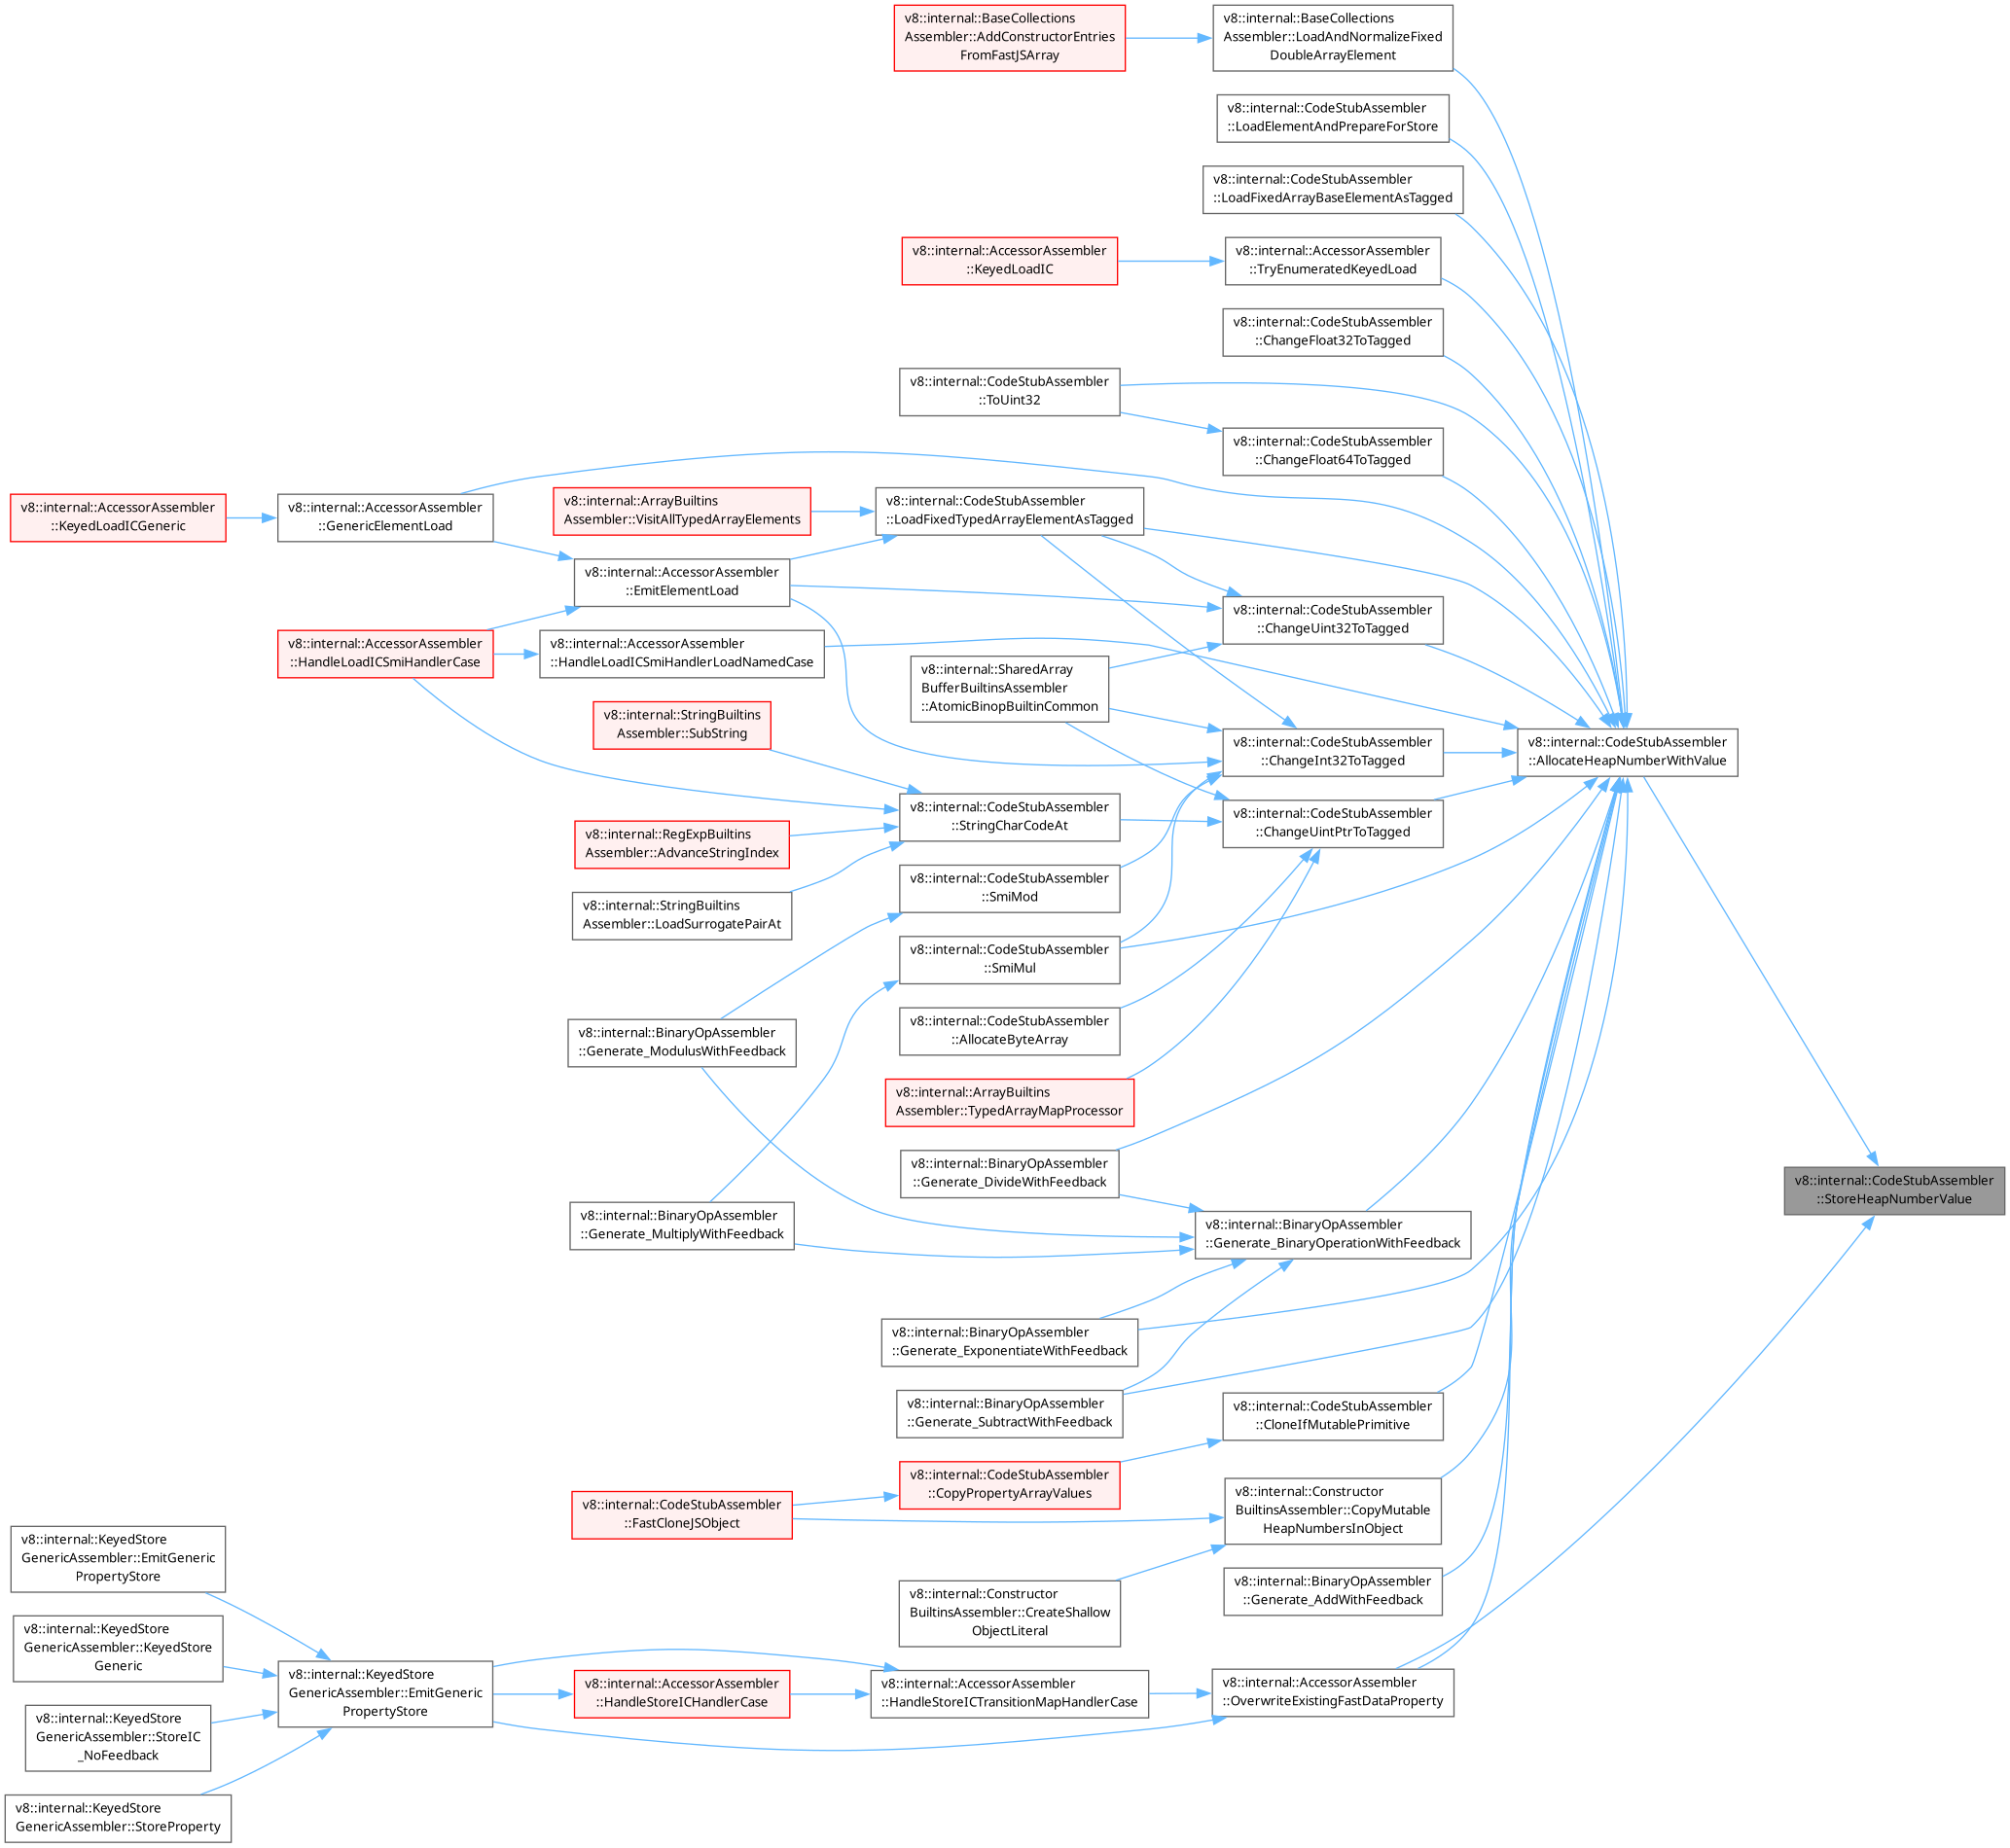 v8::internal::BaseCollections
Assembler::AddConstructorEntries
FromFastJSArray
v8::internal::BaseCollections
Assembler::LoadAndNormalizeFixed
DoubleArrayElement
v8::internal::CodeStubAssembler
::LoadElementAndPrepareForStore
v8::internal::CodeStubAssembler
::LoadFixedArrayBaseElementAsTagged
v8::internal::AccessorAssembler
::KeyedLoadIC
v8::internal::AccessorAssembler
::TryEnumeratedKeyedLoad
v8::internal::CodeStubAssembler
::ChangeFloat32ToTagged
v8::internal::CodeStubAssembler
::ToUint32
v8::internal::CodeStubAssembler
::ChangeFloat64ToTagged
v8::internal::AccessorAssembler
::KeyedLoadICGeneric
v8::internal::AccessorAssembler
::GenericElementLoad
v8::internal::ArrayBuiltins
Assembler::VisitAllTypedArrayElements
v8::internal::CodeStubAssembler
::LoadFixedTypedArrayElementAsTagged
v8::internal::AccessorAssembler
::EmitElementLoad
v8::internal::CodeStubAssembler
::ChangeUint32ToTagged
v8::internal::AccessorAssembler
::HandleLoadICSmiHandlerCase
v8::internal::AccessorAssembler
::HandleLoadICSmiHandlerLoadNamedCase
v8::internal::SharedArray
BufferBuiltinsAssembler
::AtomicBinopBuiltinCommon
v8::internal::StringBuiltins
Assembler::SubString
v8::internal::CodeStubAssembler
::ChangeInt32ToTagged
v8::internal::CodeStubAssembler
::AllocateHeapNumberWithValue
v8::internal::CodeStubAssembler
::StringCharCodeAt
v8::internal::CodeStubAssembler
::ChangeUintPtrToTagged
v8::internal::RegExpBuiltins
Assembler::AdvanceStringIndex
v8::internal::CodeStubAssembler
::SmiMod
v8::internal::StringBuiltins
Assembler::LoadSurrogatePairAt
v8::internal::CodeStubAssembler
::SmiMul
v8::internal::CodeStubAssembler
::AllocateByteArray
v8::internal::BinaryOpAssembler
::Generate_ModulusWithFeedback
v8::internal::ArrayBuiltins
Assembler::TypedArrayMapProcessor
v8::internal::BinaryOpAssembler
::Generate_DivideWithFeedback
v8::internal::CodeStubAssembler
::StoreHeapNumberValue
v8::internal::BinaryOpAssembler
::Generate_MultiplyWithFeedback
v8::internal::BinaryOpAssembler
::Generate_BinaryOperationWithFeedback
v8::internal::BinaryOpAssembler
::Generate_ExponentiateWithFeedback
v8::internal::BinaryOpAssembler
::Generate_SubtractWithFeedback
v8::internal::CodeStubAssembler
::CloneIfMutablePrimitive
v8::internal::CodeStubAssembler
::CopyPropertyArrayValues
v8::internal::CodeStubAssembler
::FastCloneJSObject
v8::internal::Constructor
BuiltinsAssembler::CopyMutable
HeapNumbersInObject
v8::internal::KeyedStore
GenericAssembler::EmitGeneric
PropertyStore
v8::internal::BinaryOpAssembler
::Generate_AddWithFeedback
v8::internal::Constructor
BuiltinsAssembler::CreateShallow
ObjectLiteral
v8::internal::KeyedStore
GenericAssembler::KeyedStore
Generic
v8::internal::KeyedStore
GenericAssembler::EmitGeneric
PropertyStore
v8::internal::AccessorAssembler
::HandleStoreICHandlerCase
v8::internal::AccessorAssembler
::HandleStoreICTransitionMapHandlerCase
v8::internal::AccessorAssembler
::OverwriteExistingFastDataProperty
v8::internal::KeyedStore
GenericAssembler::StoreIC
_NoFeedback
v8::internal::KeyedStore
GenericAssembler::StoreProperty